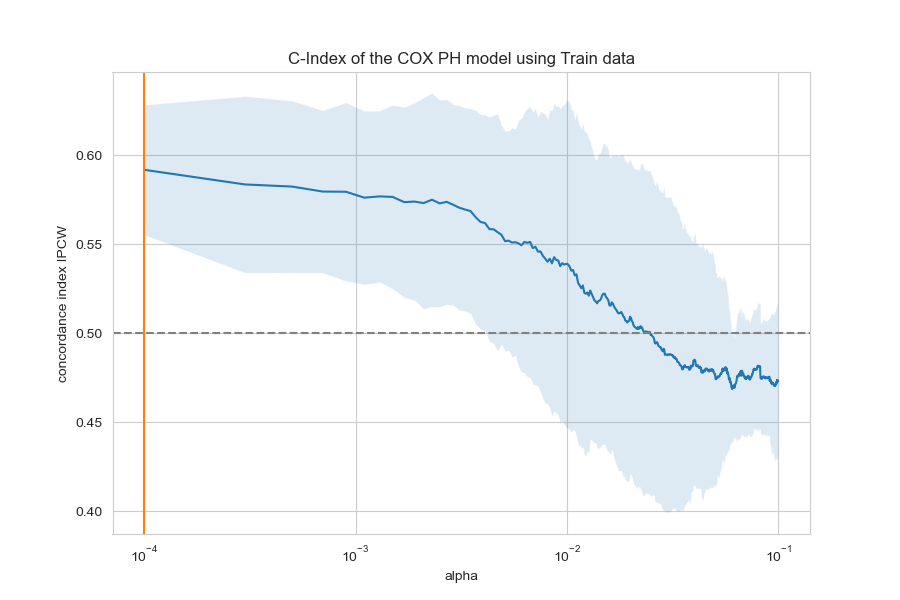 C-Index of the COX PH model using Train data
concordance index IPCW
0.60
0.55
0.50
0.45
0.40
10⁻⁴ 10⁻³ 10⁻² 10⁻¹
alpha